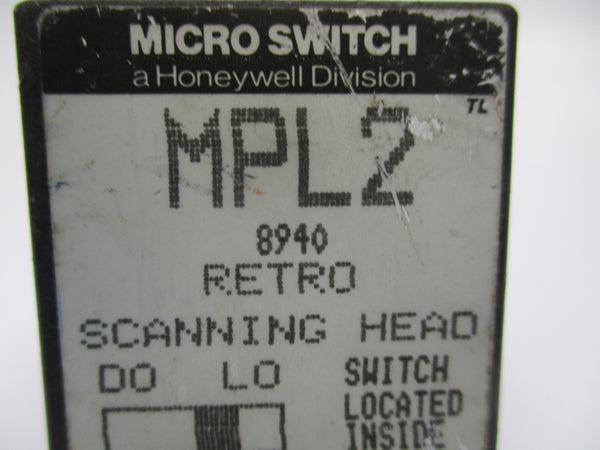 MICRO SWITCH
a Honeywell Division
TL
MPL2
8940
RETRO
SCANNING HEAD
DO LO SWITCH
LOCATED
INSIDE